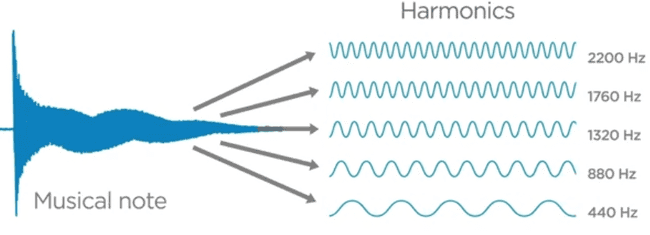 Harmonics
2200 Hz
1760 Hz
1320 Hz
880 Hz
440 Hz
Musical note